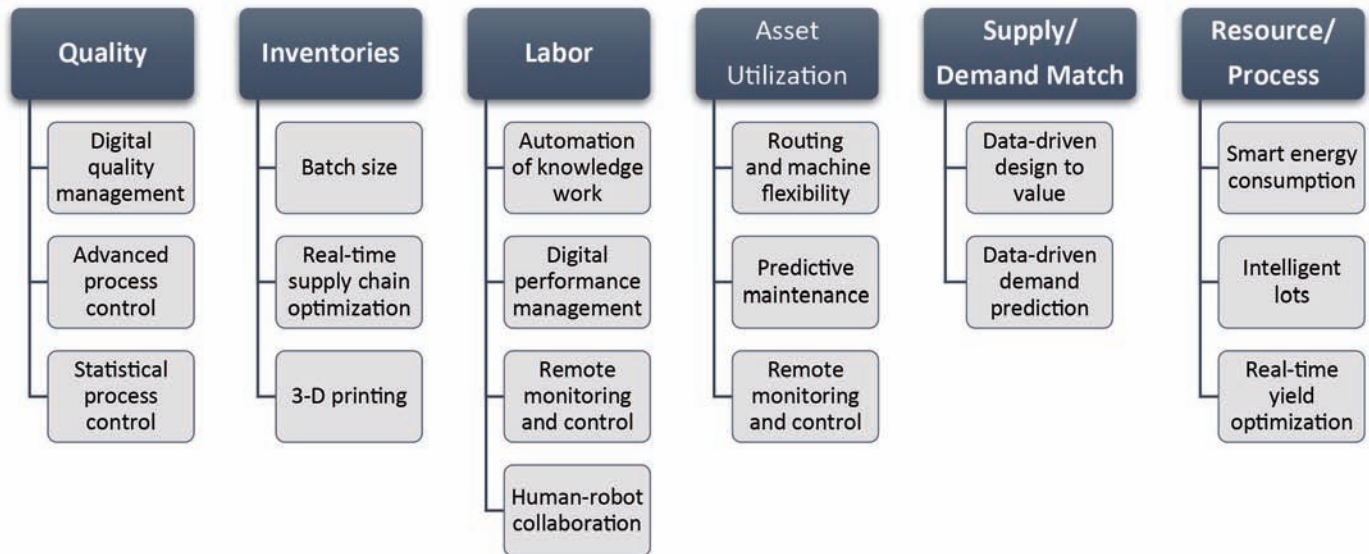 Quality
Digital
quality
management
Advanced
process
control
Statistical
process
control
Inventories
Batch size
Real-time
supply chain
optimization
3-D printing
Labor
Automation
of knowledge
work
Digital
performance
management
Remote
monitoring
and control
Human-robot
collaboration
Asset
Utilization
Routing
and machine
flexibility
Predictive
maintenance
Remote
monitoring
and control
Supply/
Demand Match
Data-driven
design to
value
Data-driven
demand
prediction
Resource/
Process
Smart energy
consumption
Intelligent
lots
Real-time
yield
optimization